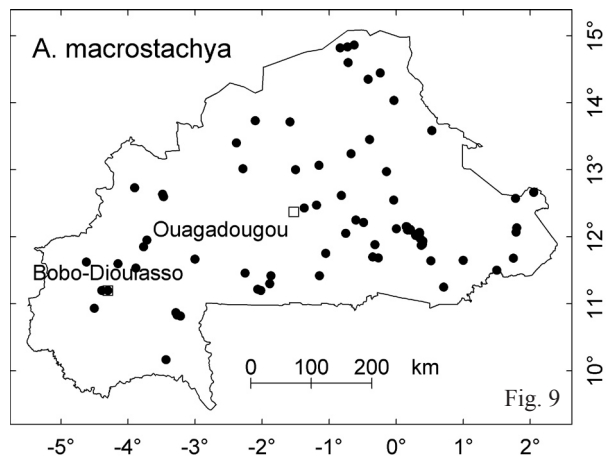 A. macrostachya
15°
14°
13°
12°
11°
10°
Ouagadougou
Bobo-Dioulasso
0 100 200 km
Fig. 9
-5° -4° -3° -2° -1° 0° 1° 2°